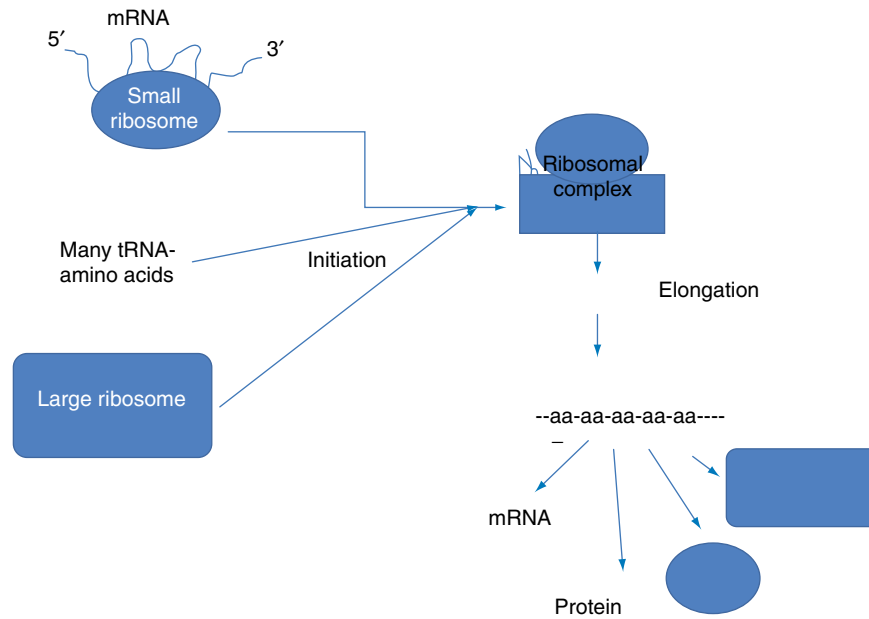 mRNA
5′
3′
Small
ribosome
Ribosomal
complex
Many tRNA-
amino acids
Initiation
Elongation
Large ribosome
--aa-aa-aa-aa-aa----
–
mRNA
Protein